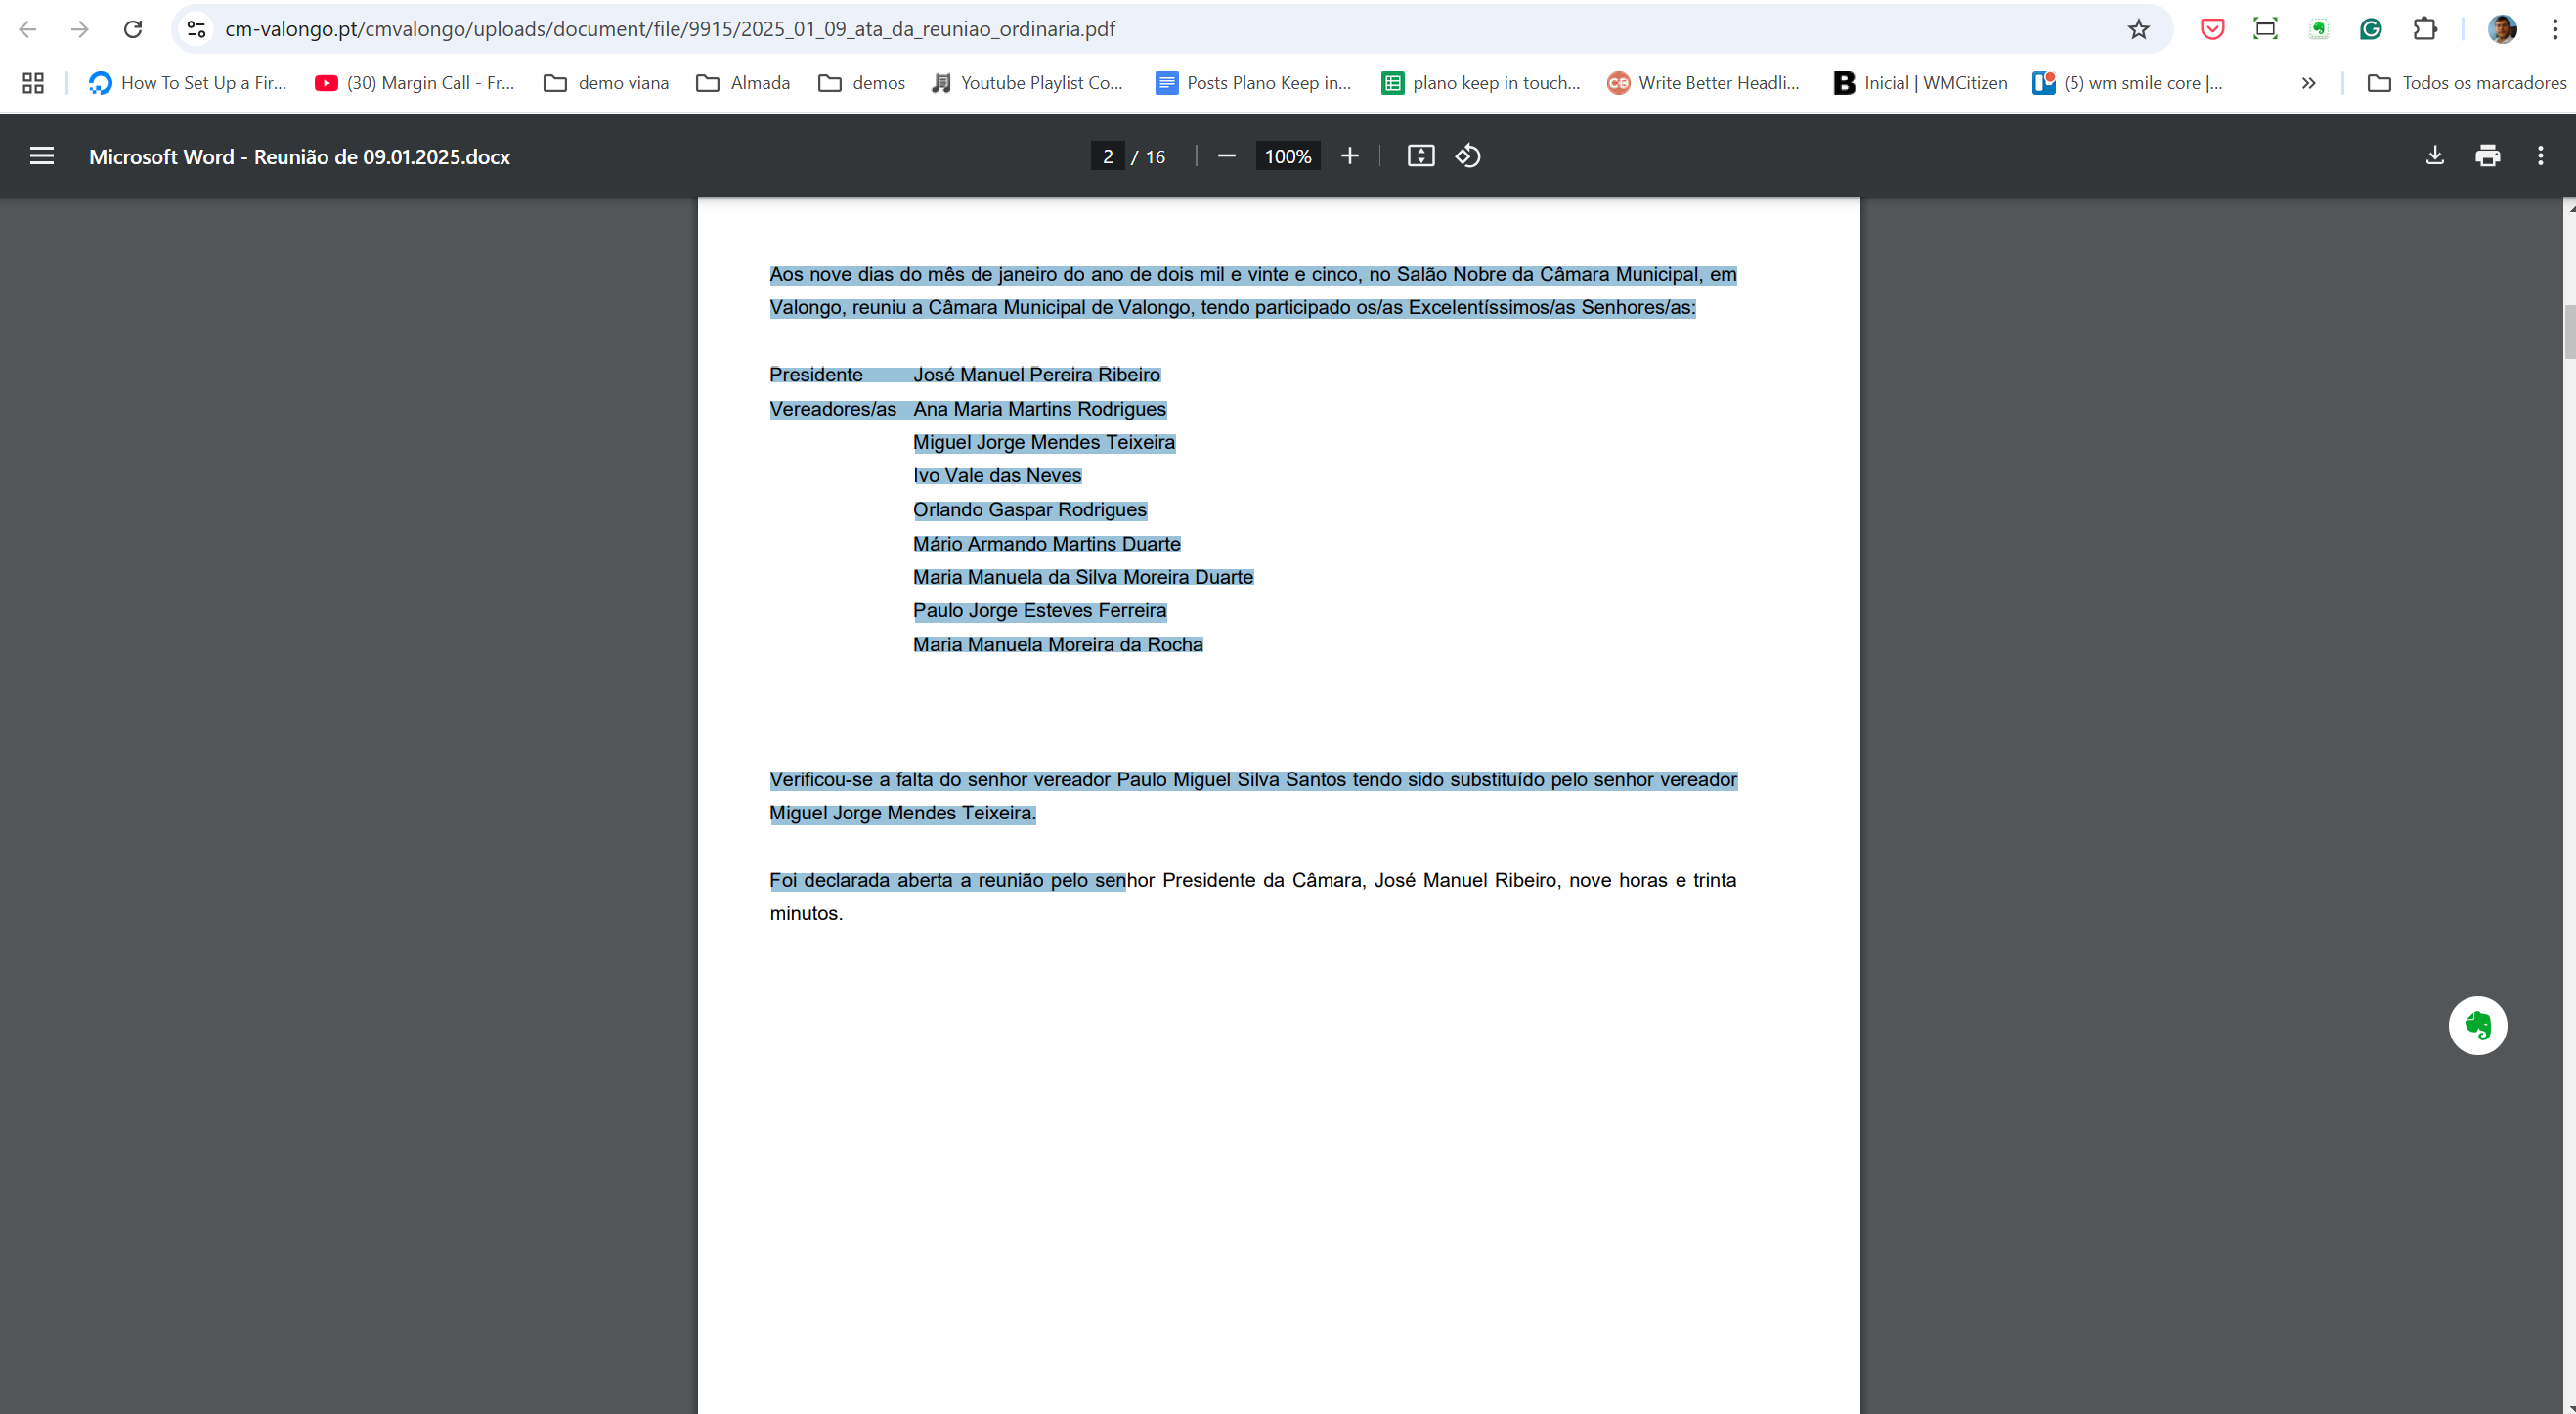 cm-valongo.pt/cmvalongo/uploads/document/file/9915/2025_01_09_ata_da_reuniao_ordinaria.pdf
How To Set Up a Fir... (30) Margin Call - Fr... demo viana Almada demos Youtube Playlist Co... Posts Plano Keep in... plano keep in touch... Write Better Headli... Inicial | WMCitizen (5) wm smile core |... » Todos os marcadores
Microsoft Word - Reunião de 09.01.2025.docx 2 / 16 100%
Aos nove dias do mês de janeiro do ano de dois mil e vinte e cinco, no Salão Nobre da Câmara Municipal, em
Valongo, reuniu a Câmara Municipal de Valongo, tendo participado os/as Excelentíssimos/as Senhores/as:
Presidente José Manuel Pereira Ribeiro
Vereadores/as Ana Maria Martins Rodrigues
Miguel Jorge Mendes Teixeira
Ivo Vale das Neves
Orlando Gaspar Rodrigues
Mário Armando Martins Duarte
Maria Manuela da Silva Moreira Duarte
Paulo Jorge Esteves Ferreira
Maria Manuela Moreira da Rocha
Verificou-se a falta do senhor vereador Paulo Miguel Silva Santos tendo sido substituído pelo senhor vereador
Miguel Jorge Mendes Teixeira.
Foi declarada aberta a reunião pelo senhor Presidente da Câmara, José Manuel Ribeiro, nove horas e trinta
minutos.